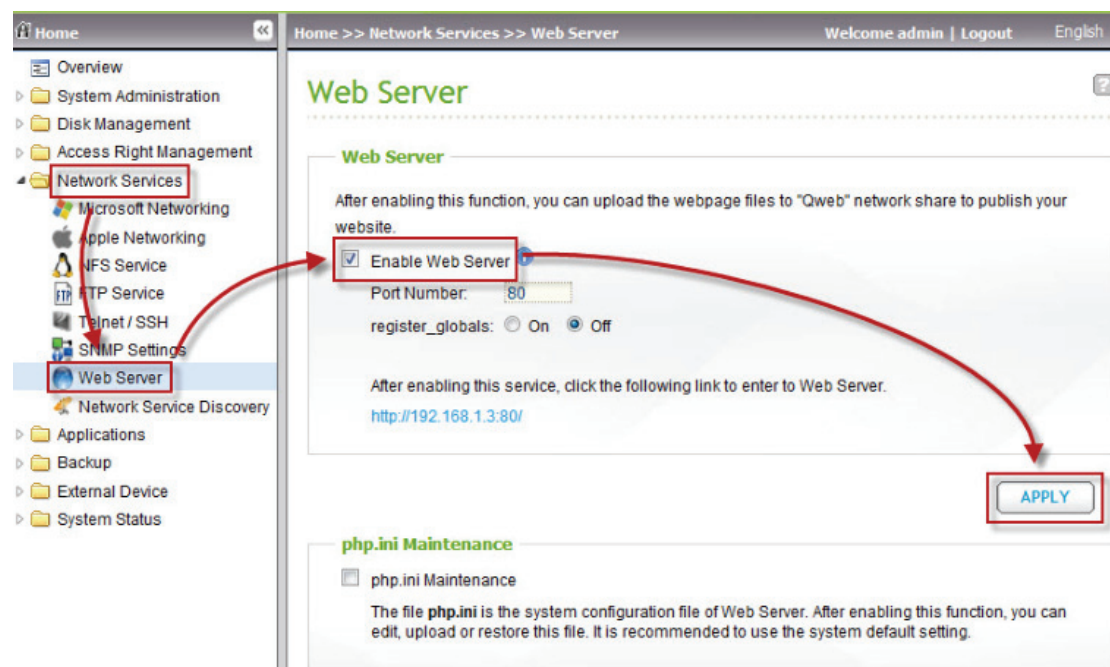 Home
Home >> Network Services >> Web Server
Welcome admin | Logout
English
Overview
System Administration
Disk Management
Access Right Management
Network Services
Microsoft Networking
Apple Networking
NFS Service
FTP Service
Telnet / SSH
SNMP Settings
Web Server
Network Service Discovery
Applications
Backup
External Device
System Status
Web Server
Web Server
After enabling this function, you can upload the webpage files to "Qweb" network share to publish your
website.
Enable Web Server
Port Number: 80
register_globals: On Off
After enabling this service, click the following link to enter to Web Server.
http://192.168.1.3:80/
APPLY
php.ini Maintenance
php.ini Maintenance
The file php.ini is the system configuration file of Web Server. After enabling this function, you can
edit, upload or restore this file. It is recommended to use the system default setting.